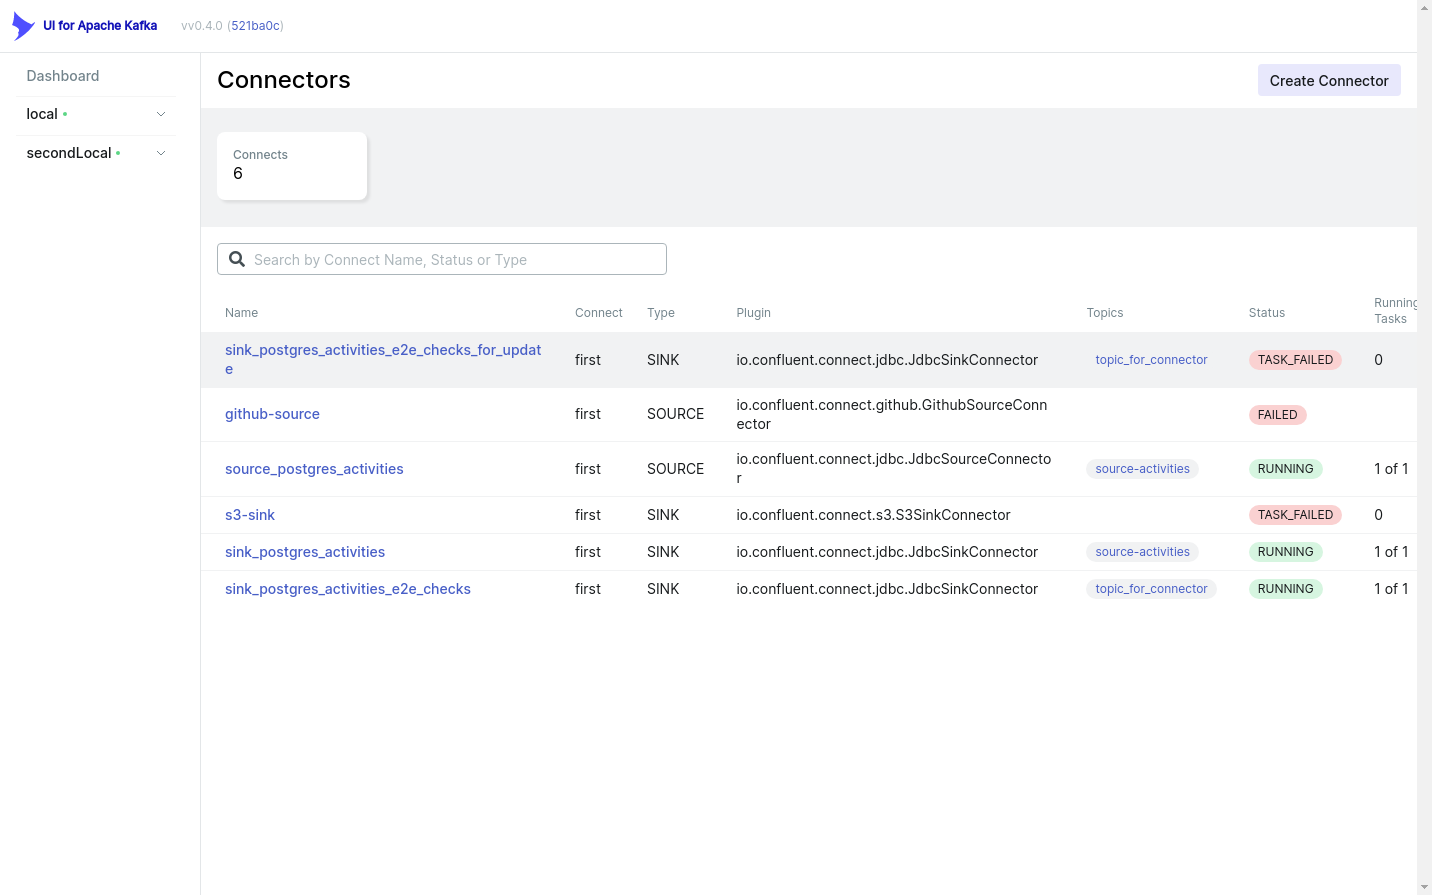 UI for Apache Kafka vv0.4.0 (521ba0c)
Dashboard
local
secondLocal
Connectors
Create Connector
Connects
6
Search by Connect Name, Status or Type
Name Connect Type Plugin Topics Status Running
Tasks
sink_postgres_activities_e2e_checks_for_updat
e
first SINK io.confluent.connect.jdbc.JdbcSinkConnector topic_for_connector TASK_FAILED 0
github-source first SOURCE io.confluent.connect.github.GithubSourceConn
ector
FAILED
source_postgres_activities first SOURCE io.confluent.connect.jdbc.JdbcSourceConnecto
r
source-activities RUNNING 1 of 1
s3-sink first SINK io.confluent.connect.s3.S3SinkConnector TASK_FAILED 0
sink_postgres_activities first SINK io.confluent.connect.jdbc.JdbcSinkConnector source-activities RUNNING 1 of 1
sink_postgres_activities_e2e_checks first SINK io.confluent.connect.jdbc.JdbcSinkConnector topic_for_connector RUNNING 1 of 1